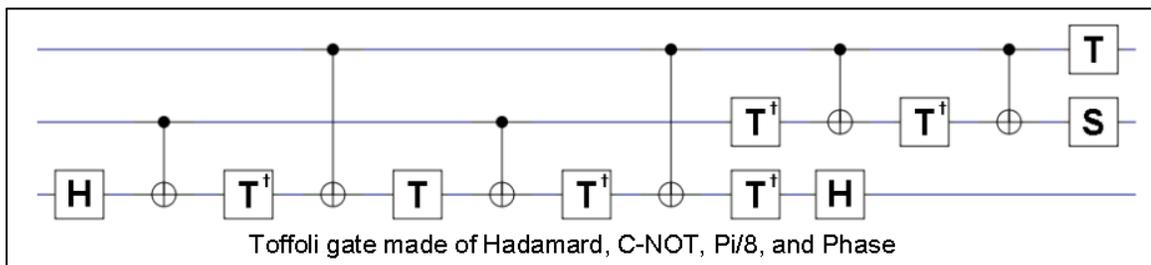 T
T† T† S
H T† T T† T† H
Toffoli gate made of Hadamard, C-NOT, Pi/8, and Phase